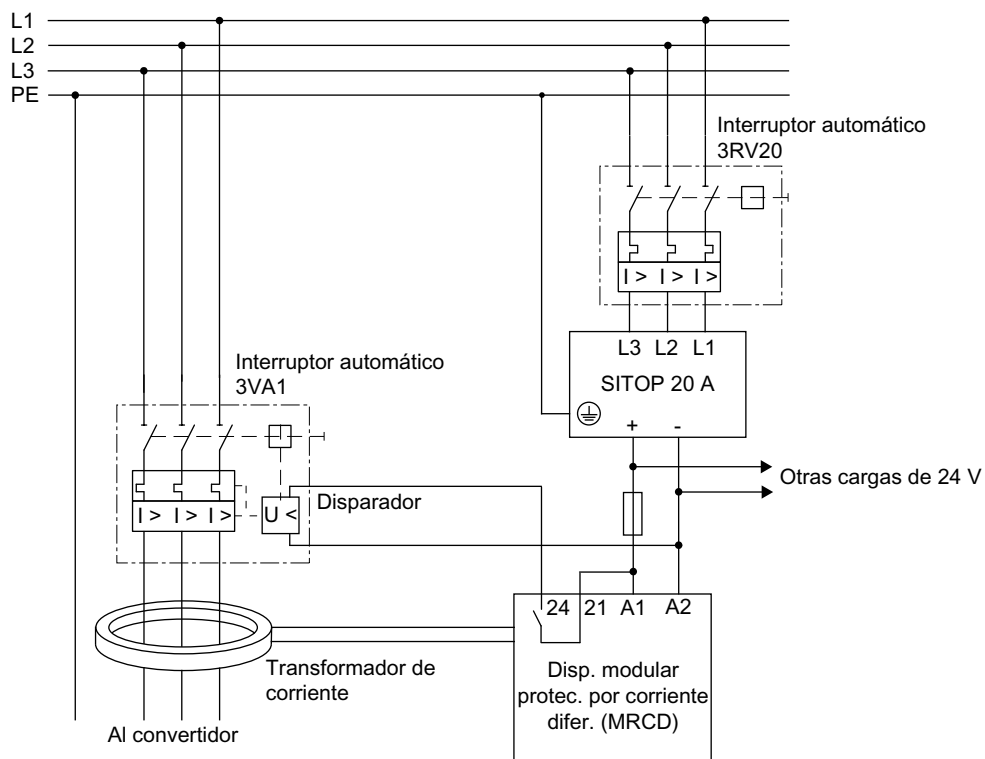 L1
L2
L3
PE
Interruptor automático
3RV20
I > I > I >
L3 L2 L1
SITOP 20 A
+ -
Interruptor automático
3VA1
Otras cargas de 24 V
Disparador
I > I > I >
U <
24 21 A1 A2
Transformador de
corriente
Disp. modular
protec. por corriente
difer. (MRCD)
Al convertidor